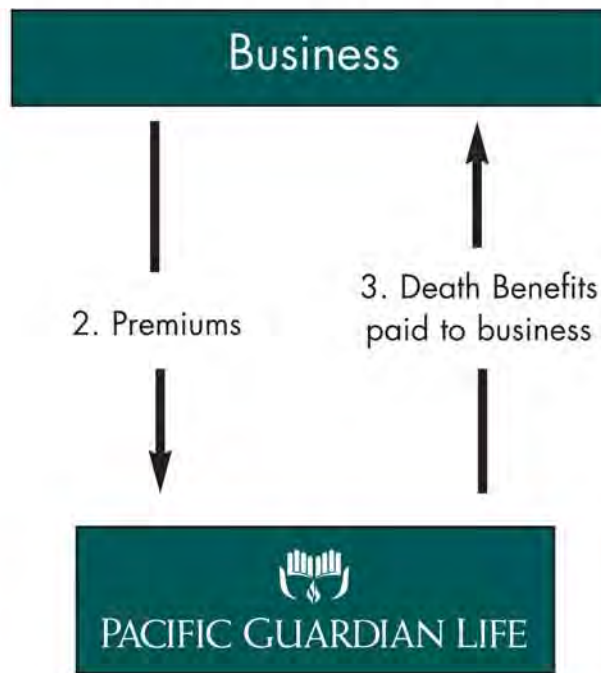 Business
2. Premiums
3. Death Benefits
paid to business
PACIFIC GUARDIAN LIFE